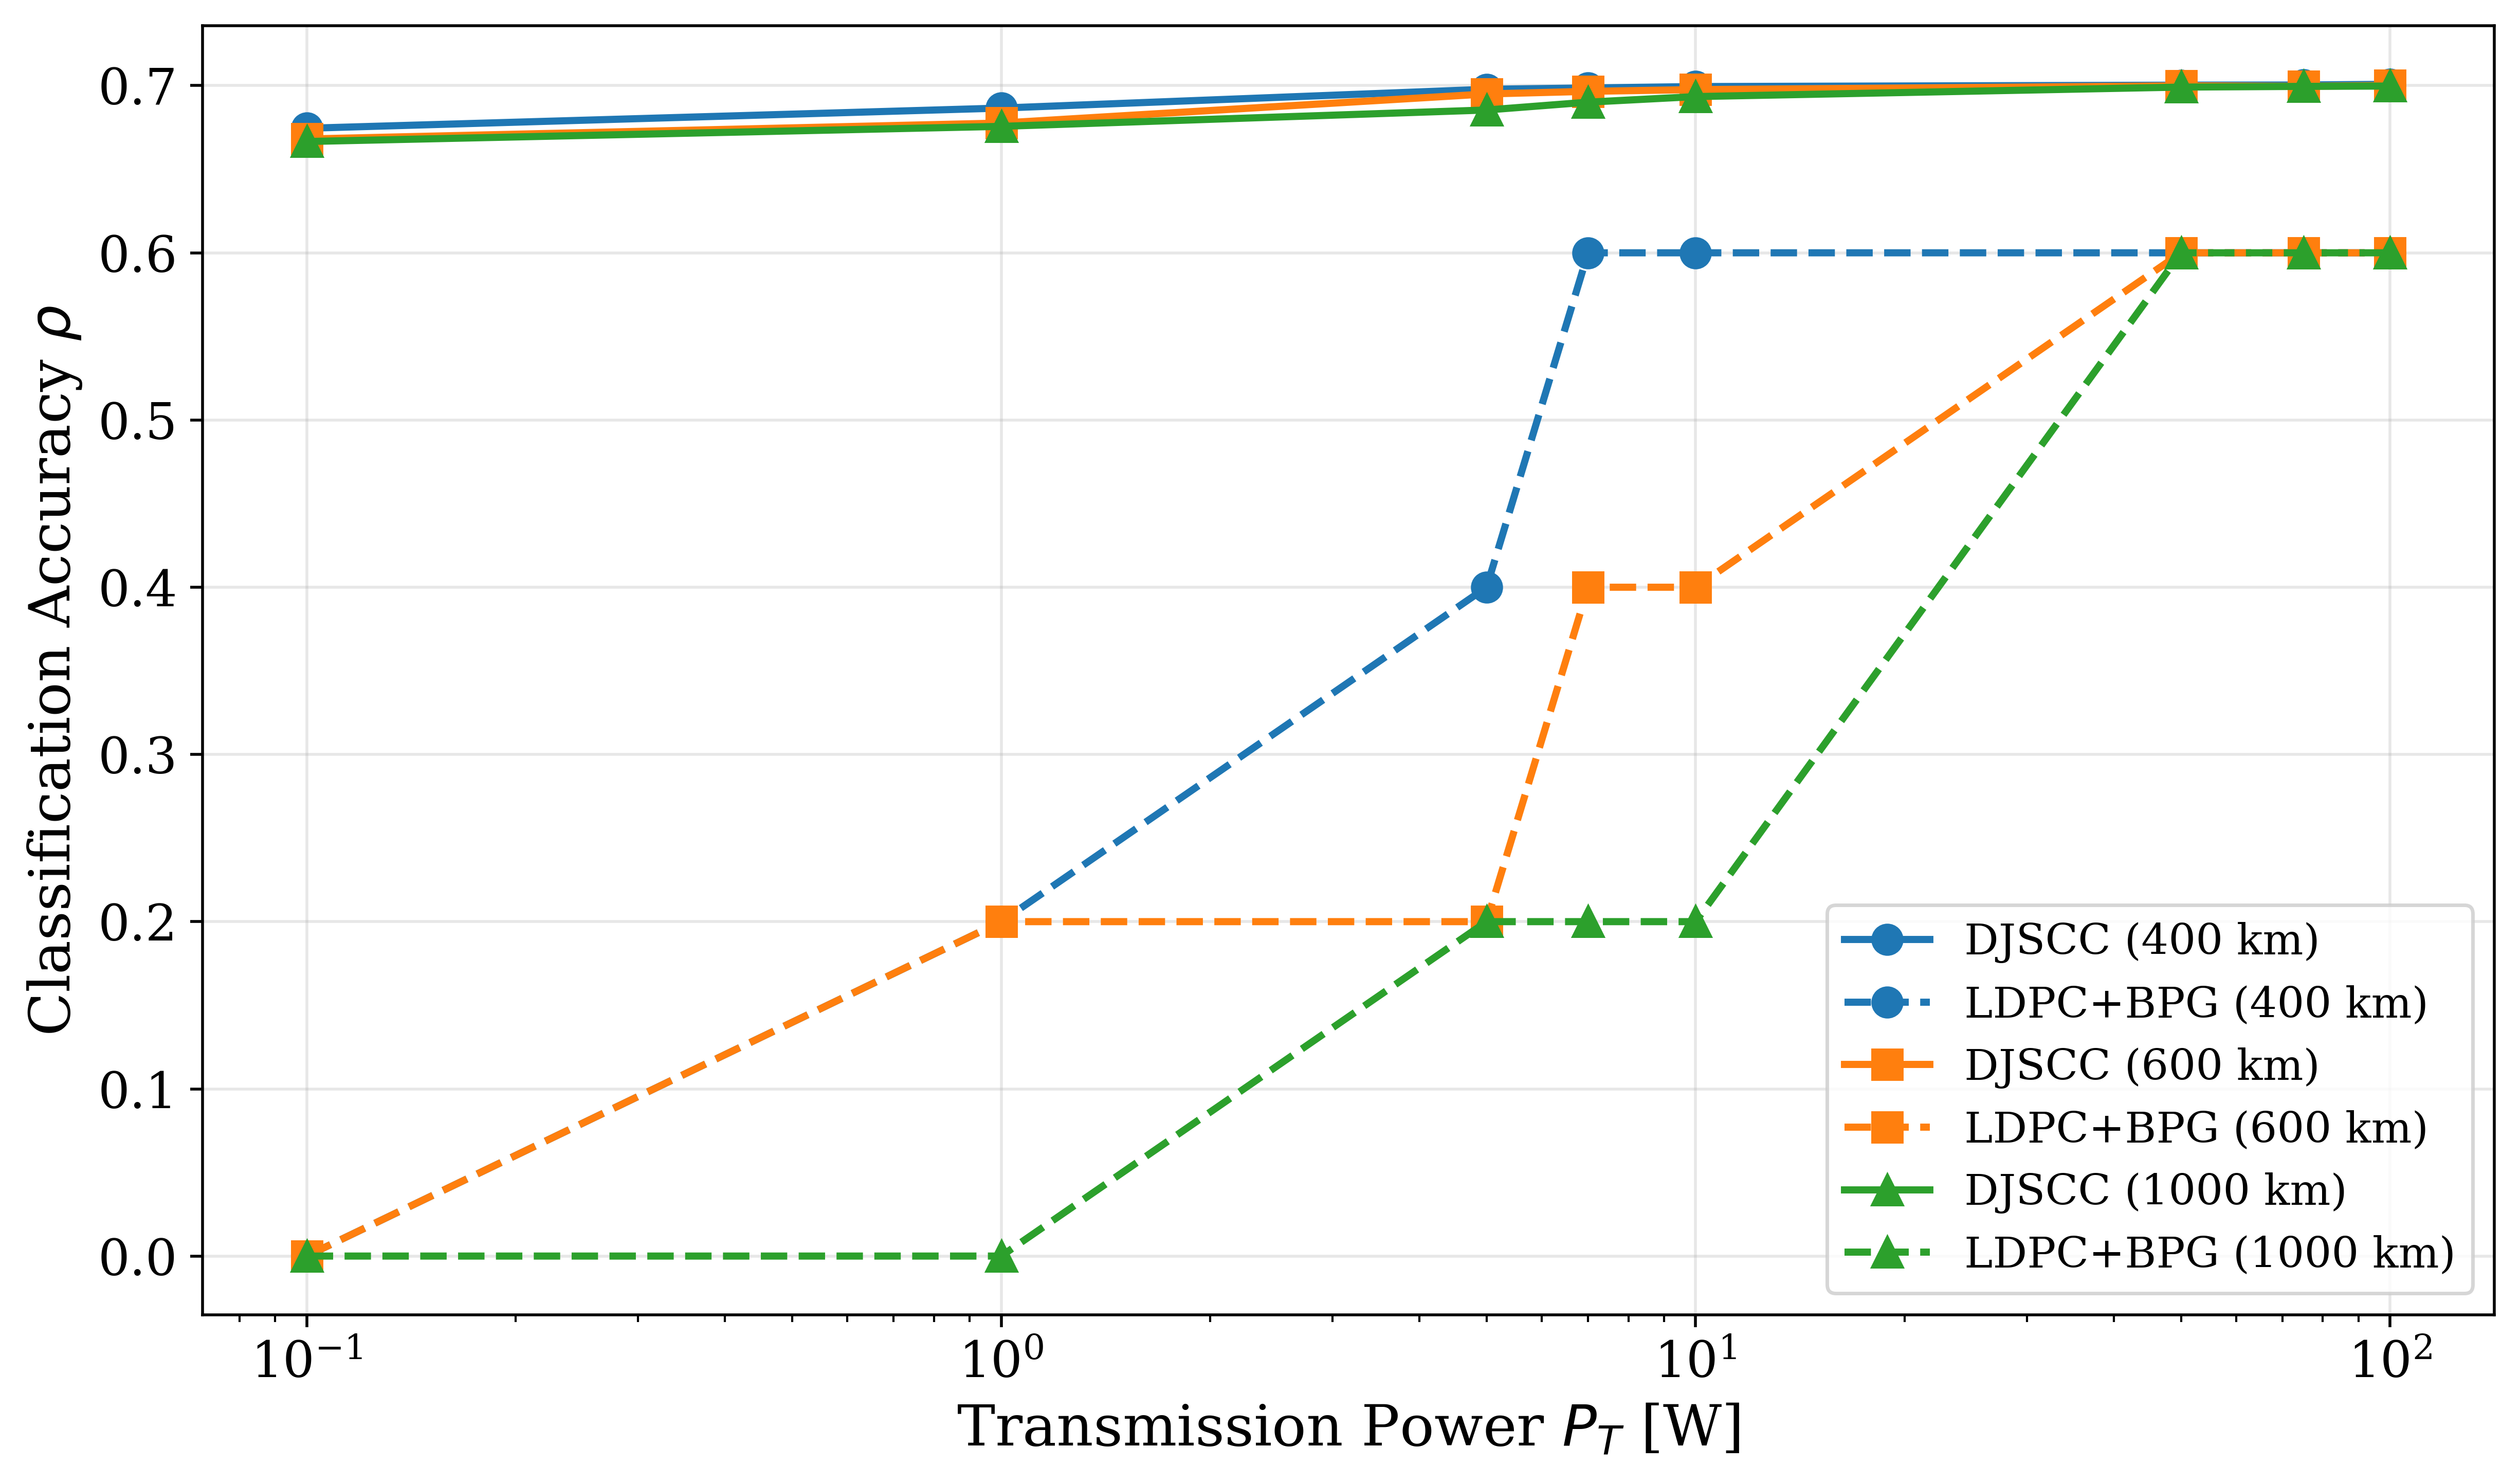 Classification Accuracy ρ
0.7
0.6
0.5
0.4
0.3
0.2
0.1
0.0
DJSCC (400 km)
LDPC+BPG (400 km)
DJSCC (600 km)
LDPC+BPG (600 km)
DJSCC (1000 km)
LDPC+BPG (1000 km)
10⁻¹ 10⁰ 10¹ 10²
Transmission Power P_T [W]